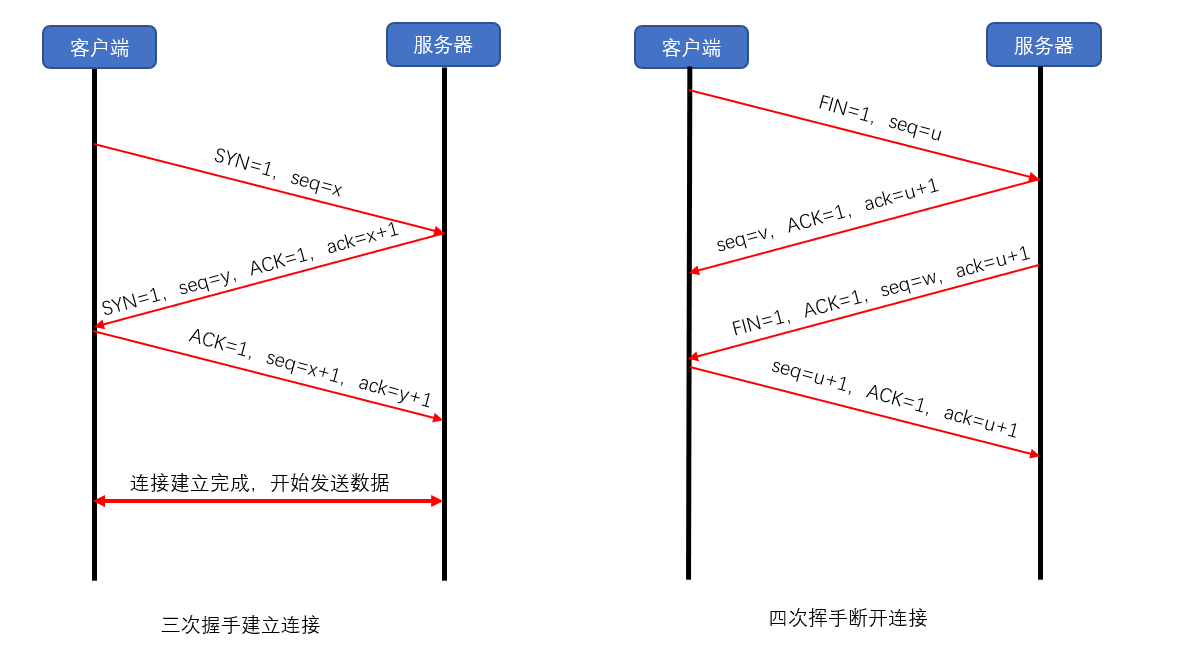 客户端
服务器
SYN=1，seq=x
SYN=1，seq=y，ACK=1，ack=x+1
ACK=1，seq=x+1，ack=y+1
连接建立完成，开始发送数据
三次握手建立连接
客户端
服务器
FIN=1，seq=u
seq=v，ACK=1，ack=u+1
FIN=1，ACK=1，seq=w，ack=u+1
seq=u+1，ACK=1，ack=u+1
四次挥手断开连接